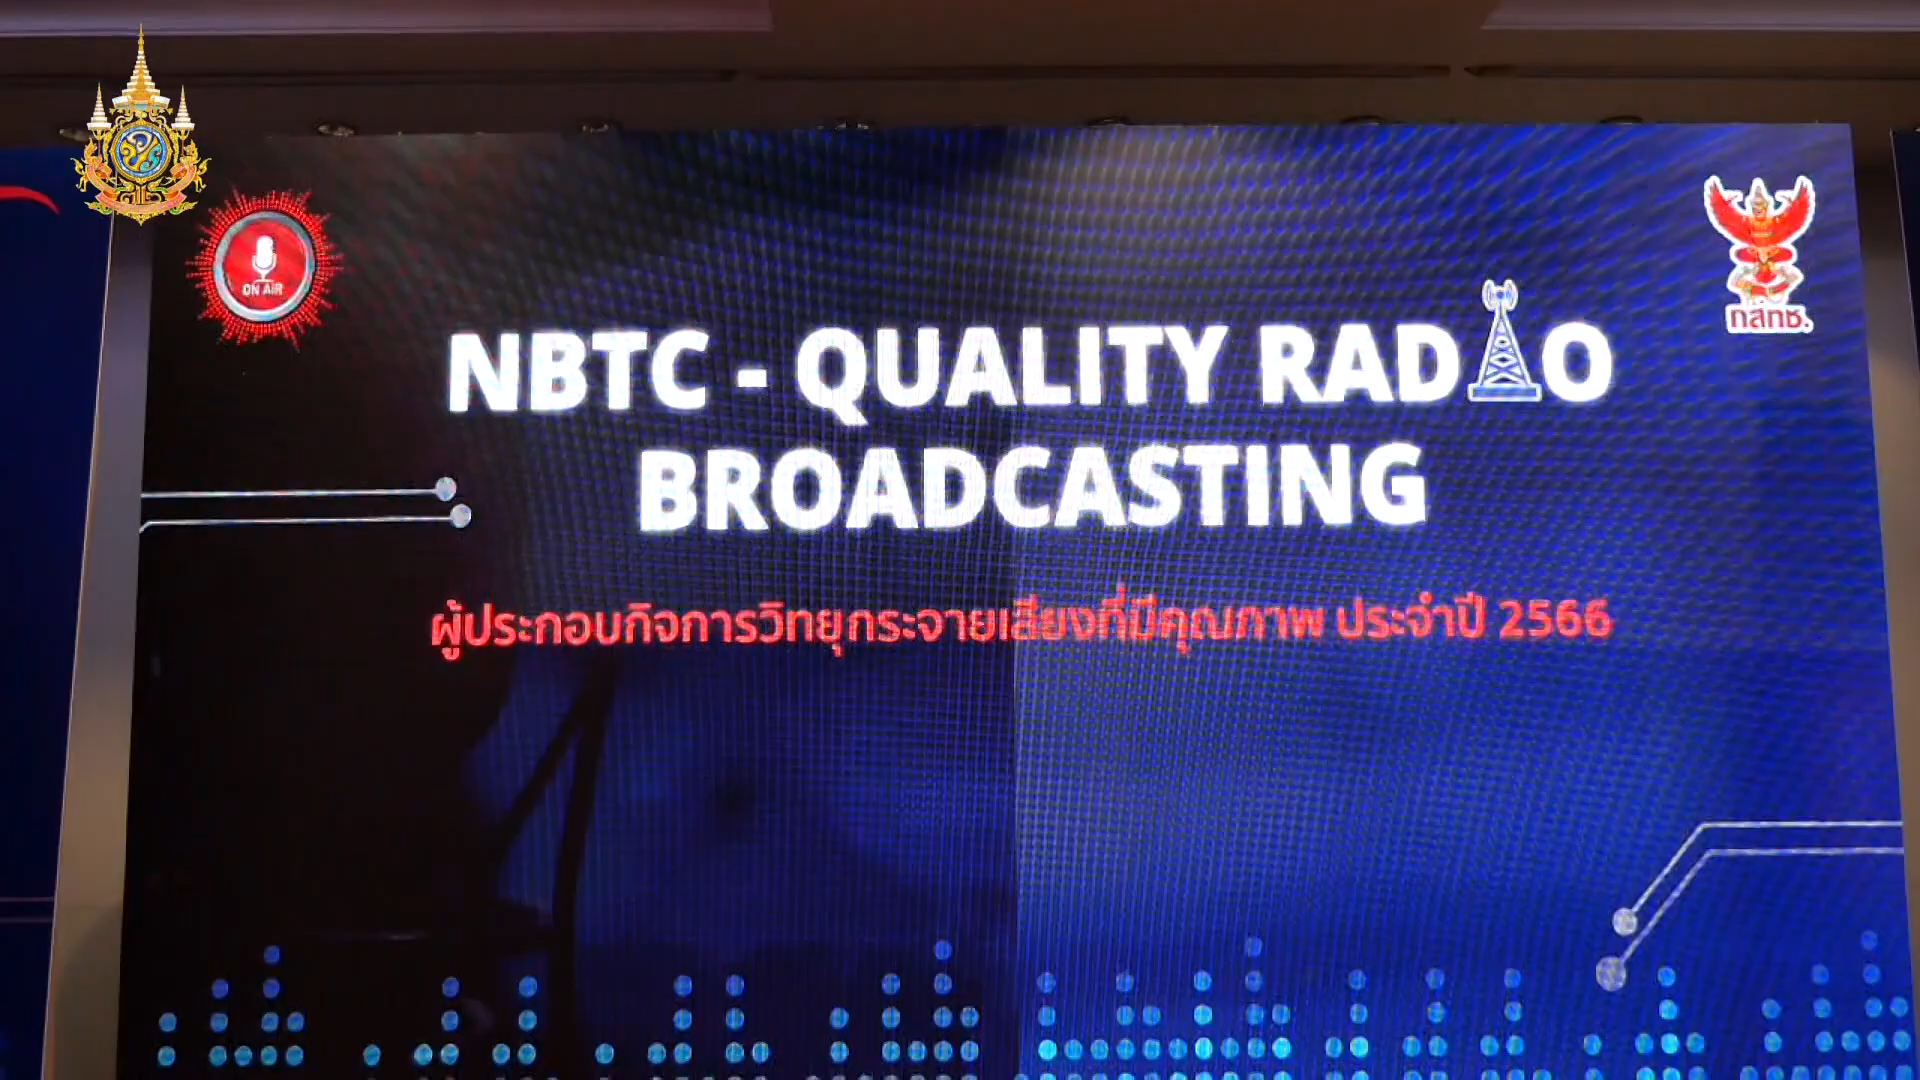 ON AIR
กสทช.
NBTC - QUALITY RADIO
BROADCASTING
ผู้ประกอบกิจการวิทยุกระจายเสียงที่มีคุณภาพ ประจำปี 2566